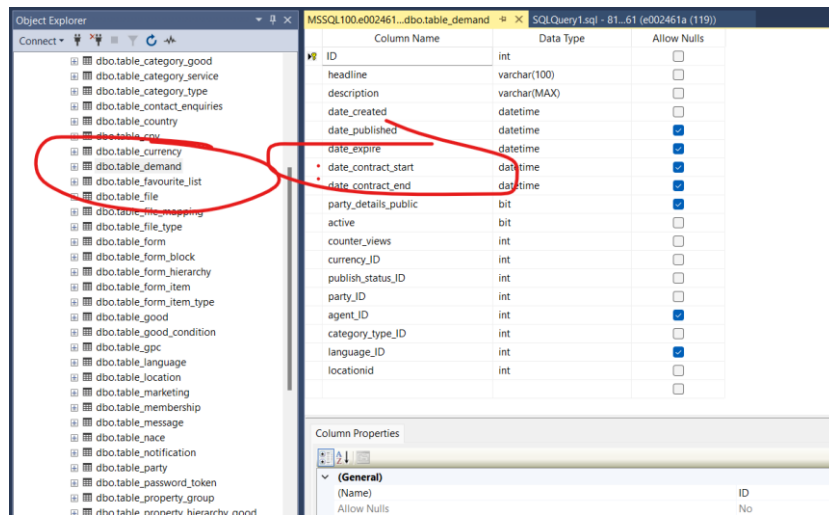 Object Explorer
Connect
dbo.table_category_good
dbo.table_category_service
dbo.table_category_type
dbo.table_contact_enquiries
dbo.table_country
dbo.table_cpv
dbo.table_currency
dbo.table_demand
dbo.table_favourite_list
dbo.table_file
dbo.table_file_mapping
dbo.table_file_type
dbo.table_form
dbo.table_form_block
dbo.table_form_hierarchy
dbo.table_form_item
dbo.table_form_item_type
dbo.table_good
dbo.table_good_condition
dbo.table_gpc
dbo.table_language
dbo.table_location
dbo.table_marketing
dbo.table_membership
dbo.table_message
dbo.table_nace
dbo.table_notification
dbo.table_party
dbo.table_password_token
dbo.table_property_group
dbo.table_property_hierarchy_good
MSSQL100.e002461...dbo.table_demand
SQLQuery1.sql - 81...61 (e002461a (119))
Column Name Data Type Allow Nulls
ID int
headline varchar(100)
description varchar(MAX)
date_created datetime
date_published datetime
date_expire datetime
date_contract_start datetime
date_contract_end datetime
party_details_public bit
active bit
counter_views int
currency_ID int
publish_status_ID int
party_ID int
agent_ID int
category_type_ID int
language_ID int
locationid int
Column Properties
(General)
(Name) ID
Allow Nulls No